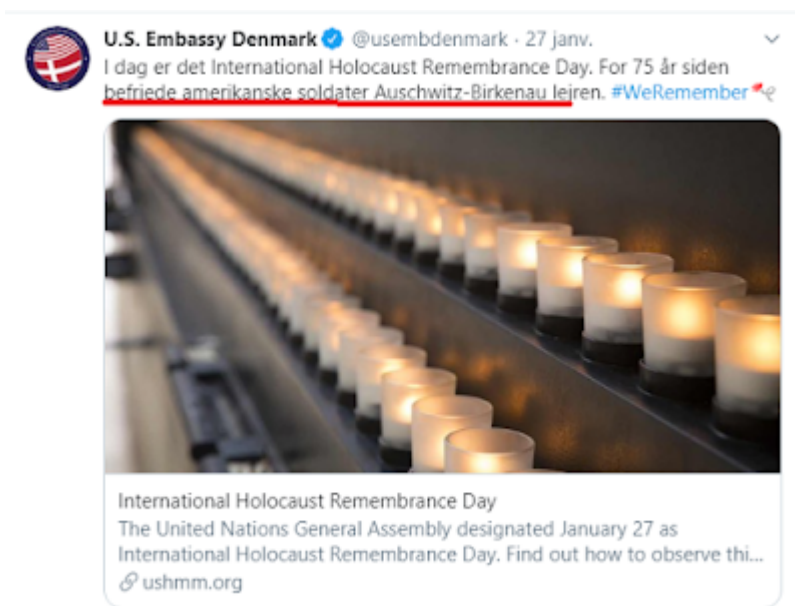 U.S. Embassy Denmark @usembdenmark · 27 janv.
I dag er det International Holocaust Remembrance Day. For 75 år siden
befriede amerikanske soldater Auschwitz-Birkenau lejren. #WeRemember
International Holocaust Remembrance Day
The United Nations General Assembly designated January 27 as
International Holocaust Remembrance Day. Find out how to observe thi...
ushmm.org